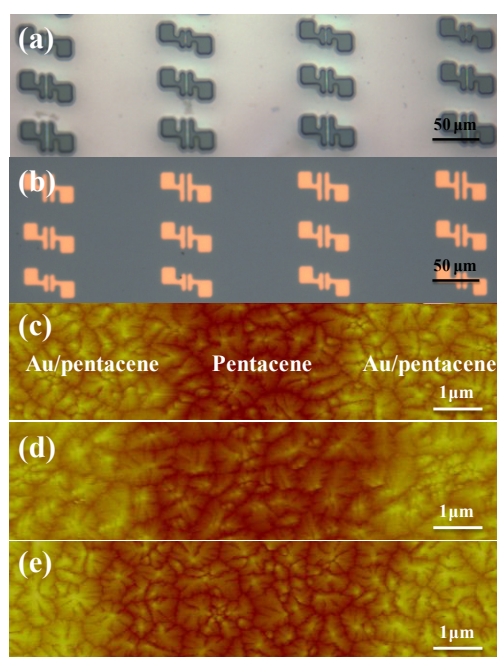 (a)
50 μm
(b)
50 μm
(c)
Au/pentacene Pentacene Au/pentacene
1μm
(d)
1μm
(e)
1μm